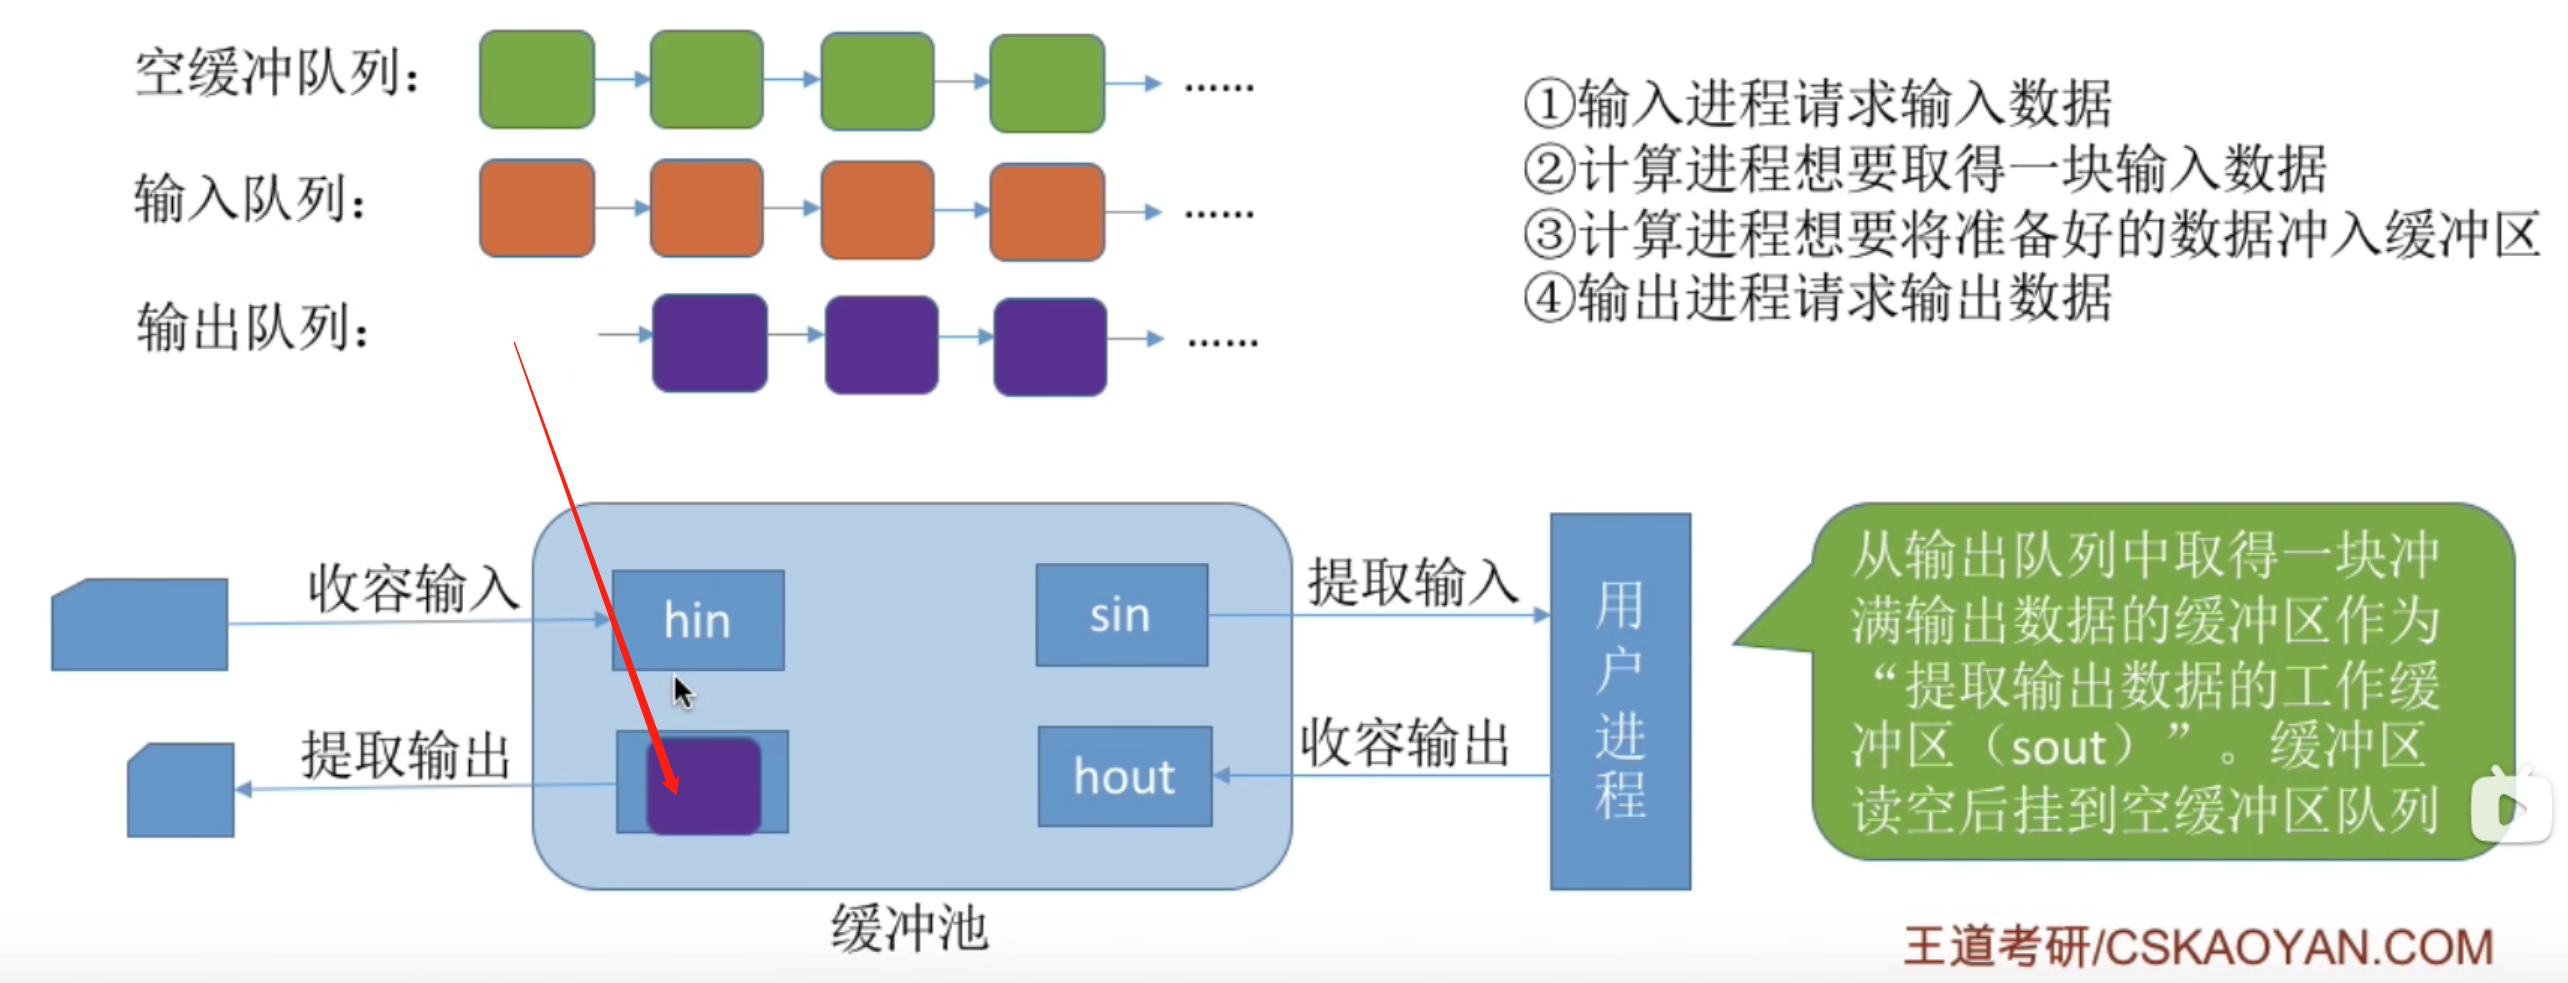 空缓冲队列：
……
输入队列：
……
输出队列：
……
①输入进程请求输入数据
②计算进程想要取得一块输入数据
③计算进程想要将准备好的数据冲入缓冲区
④输出进程请求输出数据
收容输入
hin
sin
提取输入
提取输出
hout
收容输出
用户进程
缓冲池
从输出队列中取得一块冲
满输出数据的缓冲区作为
“提取输出数据的工作缓
冲区（sout）”。缓冲区
读空后挂到空缓冲区队列
王道考研/CSKAOYAN.COM